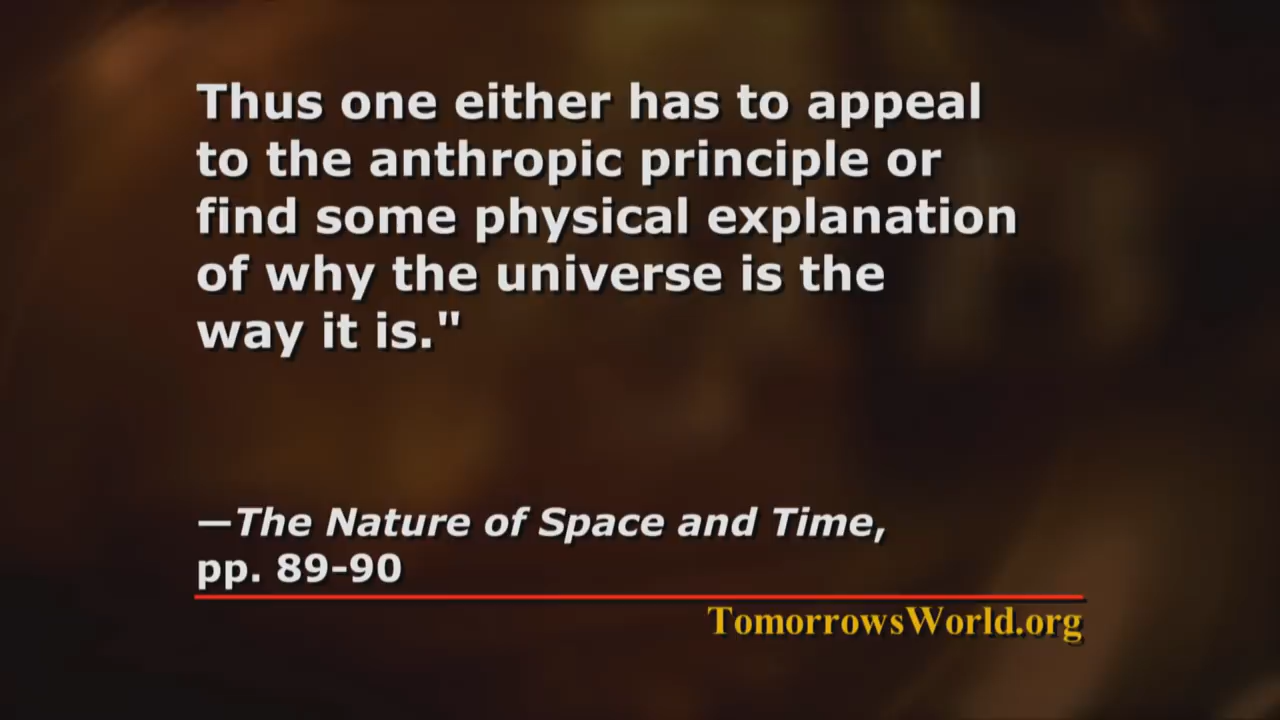 Thus one either has to appeal
to the anthropic principle or
find some physical explanation
of why the universe is the
way it is."
—The Nature of Space and Time,
pp. 89-90
TomorrowsWorld.org